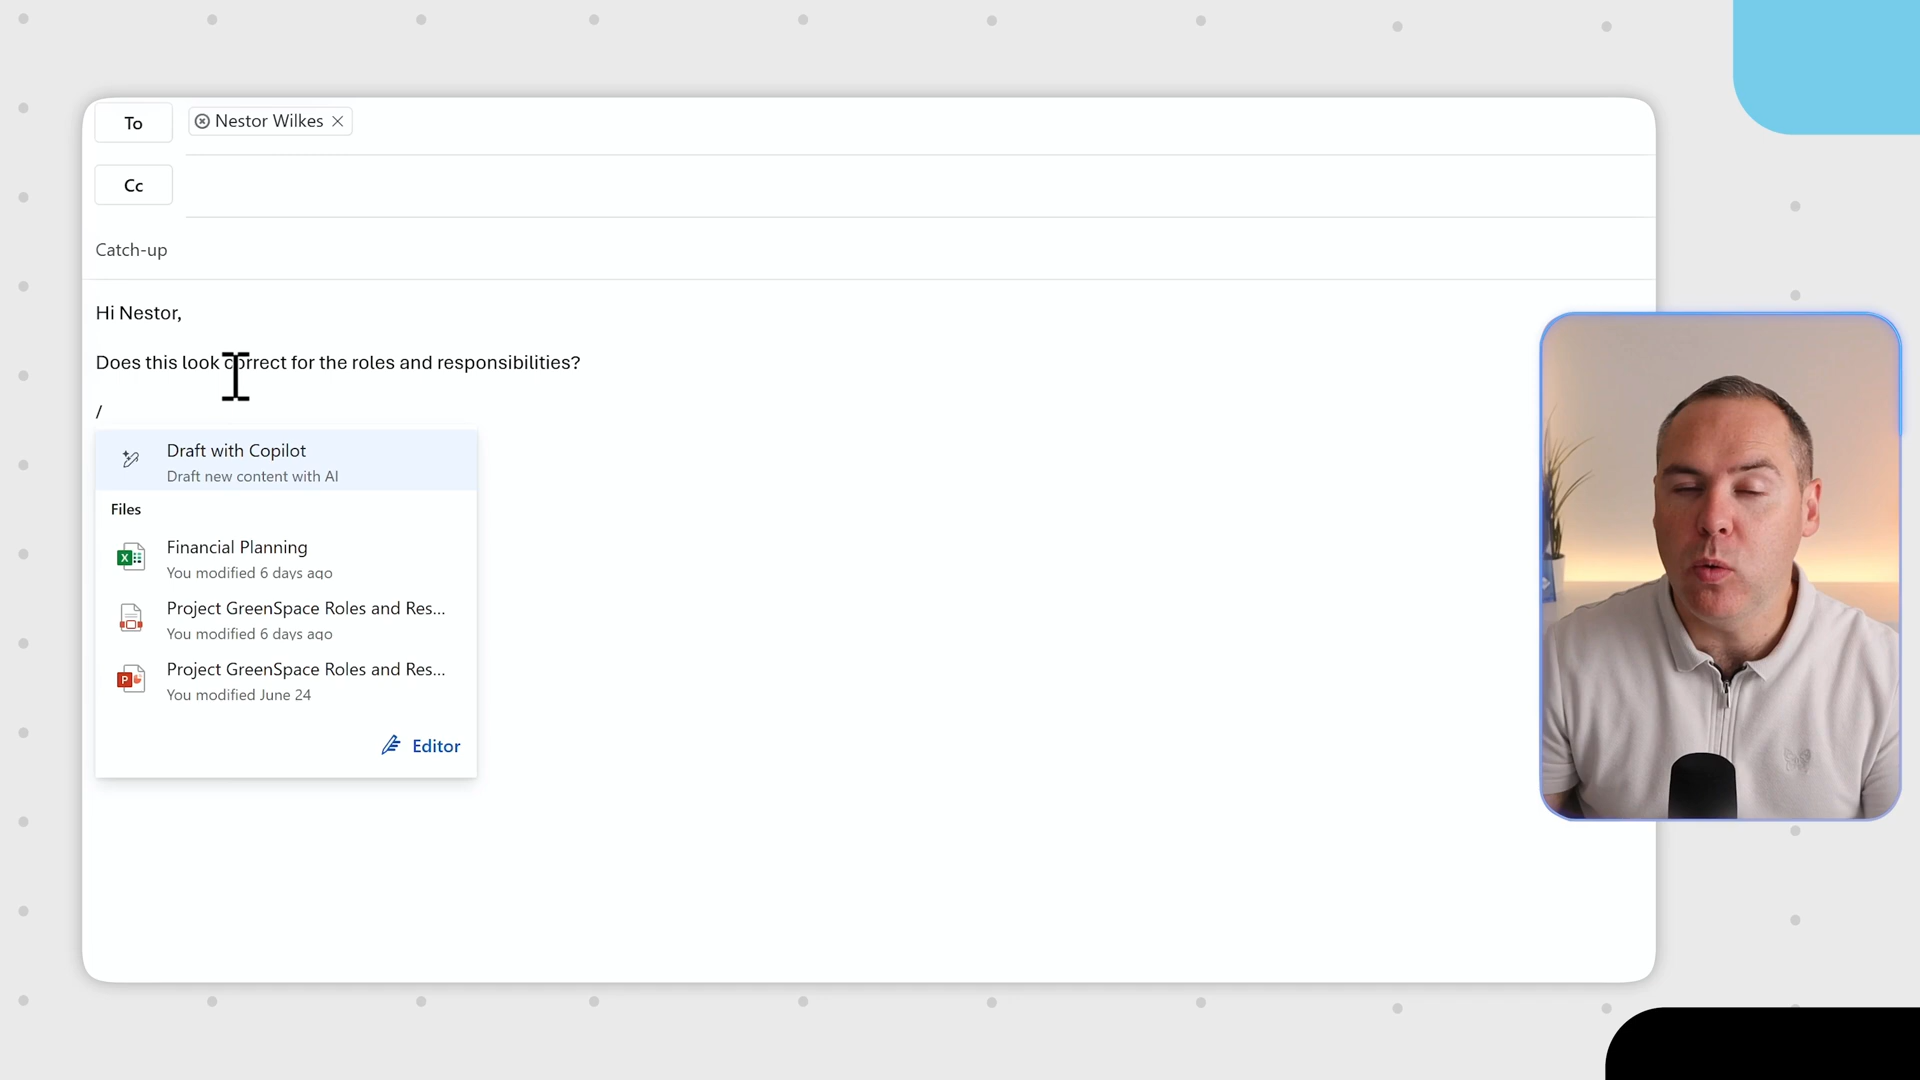 To
Nestor Wilkes
Cc
Catch-up
Hi Nestor,
Does this look correct for the roles and responsibilities?
/
Draft with Copilot
Draft new content with AI
Files
Financial Planning
You modified 6 days ago
Project GreenSpace Roles and Res...
You modified 6 days ago
Project GreenSpace Roles and Res...
You modified June 24
Editor